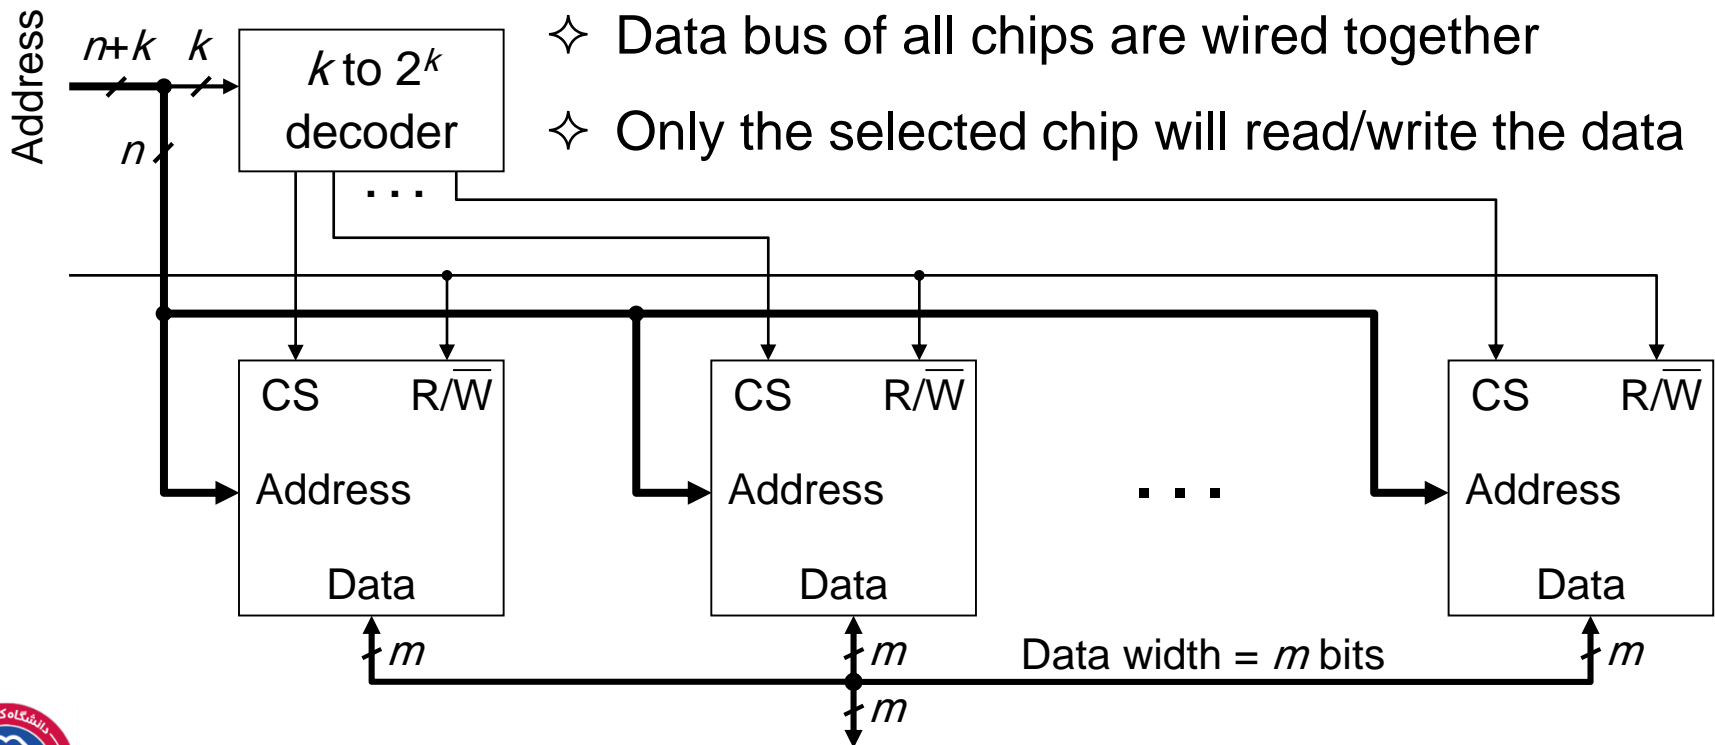 Address
n+k
k
n
k to 2ᵏ
decoder
. . .
✧ Data bus of all chips are wired together
✧ Only the selected chip will read/write the data
CS R/W̅
Address
Data
CS R/W̅
Address
Data
. . .
CS R/W̅
Address
Data
m
m
Data width = m bits
m
m